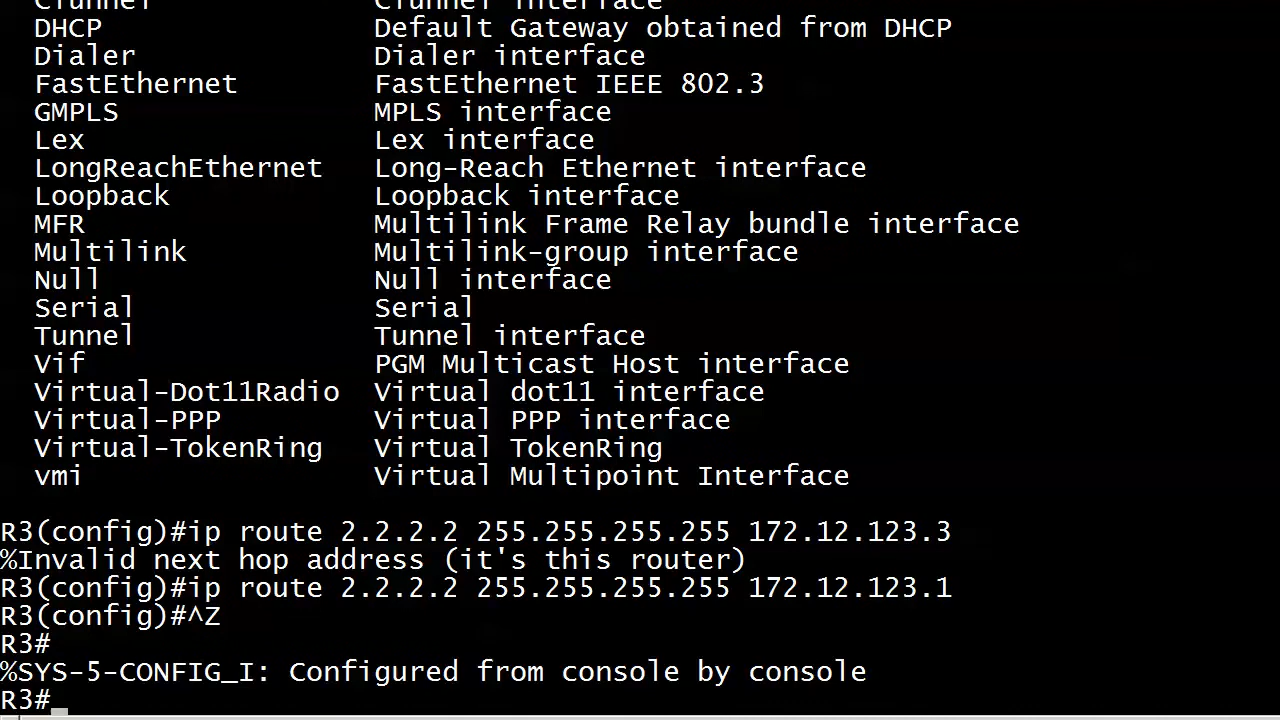 Ctunnel Ctunnel interface
DHCP Default Gateway obtained from DHCP
Dialer Dialer interface
FastEthernet FastEthernet IEEE 802.3
GMPLS MPLS interface
Lex Lex interface
LongReachEthernet Long-Reach Ethernet interface
Loopback Loopback interface
MFR Multilink Frame Relay bundle interface
Multilink Multilink-group interface
Null Null interface
Serial Serial
Tunnel Tunnel interface
Vif PGM Multicast Host interface
Virtual-Dot11Radio Virtual dot11 interface
Virtual-PPP Virtual PPP interface
Virtual-TokenRing Virtual TokenRing
vmi Virtual Multipoint Interface
R3(config)#ip route 2.2.2.2 255.255.255.255 172.12.123.3
%Invalid next hop address (it's this router)
R3(config)#ip route 2.2.2.2 255.255.255.255 172.12.123.1
R3(config)#^Z
R3#
%SYS-5-CONFIG_I: Configured from console by console
R3#